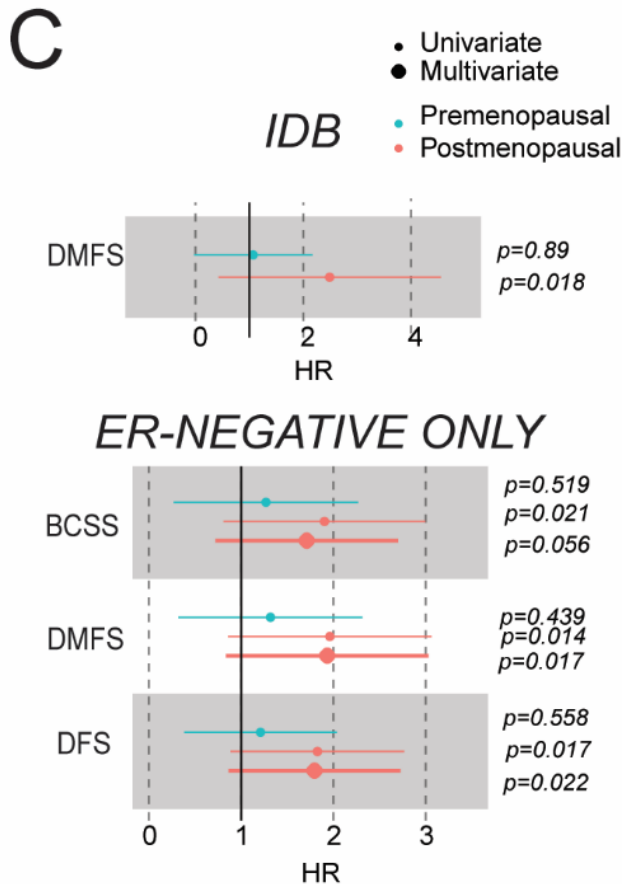 C
Univariate
Multivariate
Premenopausal
Postmenopausal
IDB
DMFS
p=0.89
p=0.018
0 2 4
HR
ER-NEGATIVE ONLY
BCSS
p=0.519
p=0.021
p=0.056
DMFS
p=0.439
p=0.014
p=0.017
DFS
p=0.558
p=0.017
p=0.022
0 1 2 3
HR